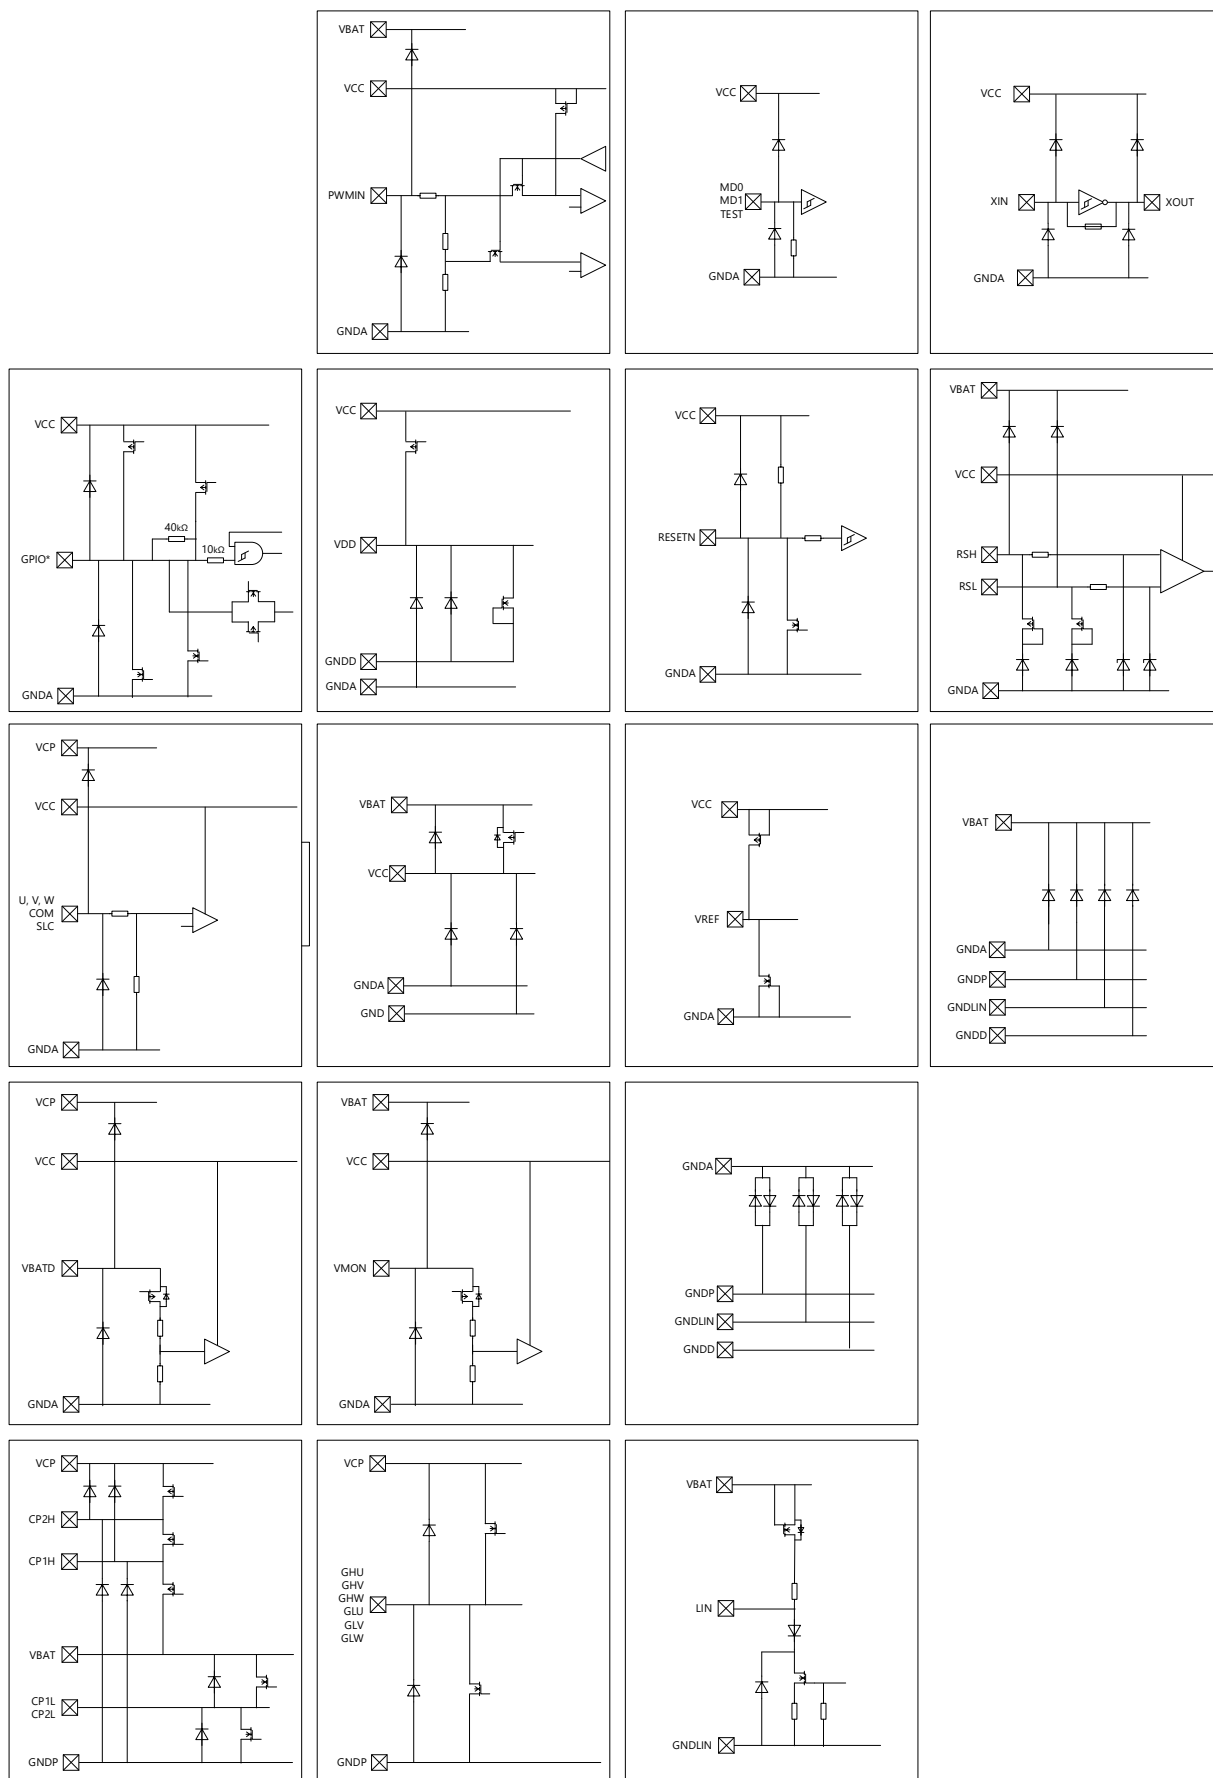 VBAT
VCC
PWMIN
GNDA
VCC
MD0
MD1
TEST
GNDA
VCC
XIN
XOUT
GNDA
VCC
40kΩ
10kΩ
GPIO*
GNDA
VCC
VDD
GNDD
GNDA
VCC
RESETN
GNDA
VBAT
VCC
RSH
RSL
GNDA
VCP
VCC
U, V, W
COM
SLC
GNDA
VBAT
VCC
GNDA
GND
VCC
VREF
GNDA
VBAT
GNDA
GNDP
GNDLIN
GNDD
VCP
VCC
VBATD
GNDA
VBAT
VCC
VMON
GNDA
GNDA
GNDP
GNDLIN
GNDD
VCP
CP2H
CP1H
VBAT
CP1L
CP2L
GNDP
VCP
GHU
GHV
GHW
GLU
GLV
GLW
GNDP
VBAT
LIN
GNDLIN